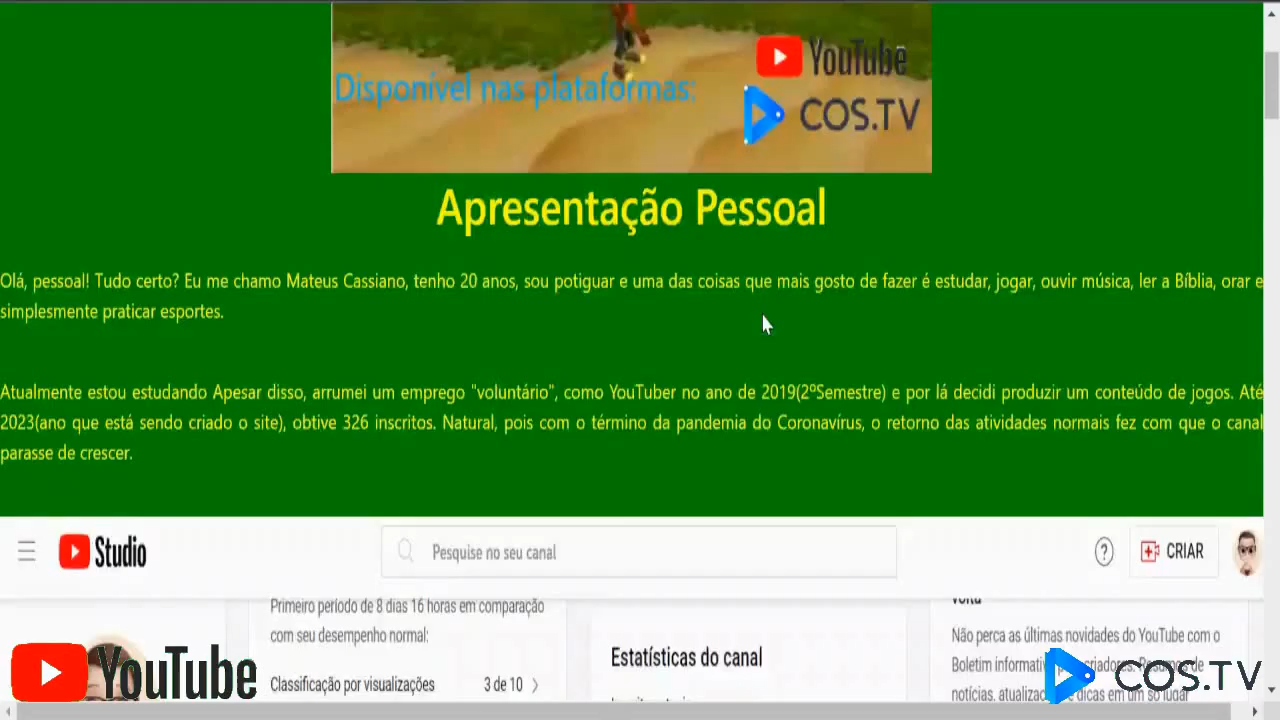 YouTube
Disponível nas plataformas:
COS.TV
Apresentação Pessoal
Olá, pessoal! Tudo certo? Eu me chamo Mateus Cassiano, tenho 20 anos, sou potiguar e uma das coisas que mais gosto de fazer é estudar, jogar, ouvir música, ler a Bíblia, orar e
simplesmente praticar esportes.
Atualmente estou estudando Apesar disso, arrumei um emprego "voluntário", como YouTuber no ano de 2019(2ºSemestre) e por lá decidi produzir um conteúdo de jogos. Até
2023(ano que está sendo criado o site), obtive 326 inscritos. Natural, pois com o término da pandemia do Coronavírus, o retorno das atividades normais fez com que o canal
parasse de crescer.
Studio
Pesquise no seu canal
CRIAR
Primeiro período de 8 dias 16 horas em comparação
com seu desempenho normal:
Classificação por visualizações 3 de 10
Estatísticas do canal
volta
Não perca as últimas novidades do YouTube com o
Boletim criadores. de
notícias, dicas em um só lugar
YouTube
COS.TV